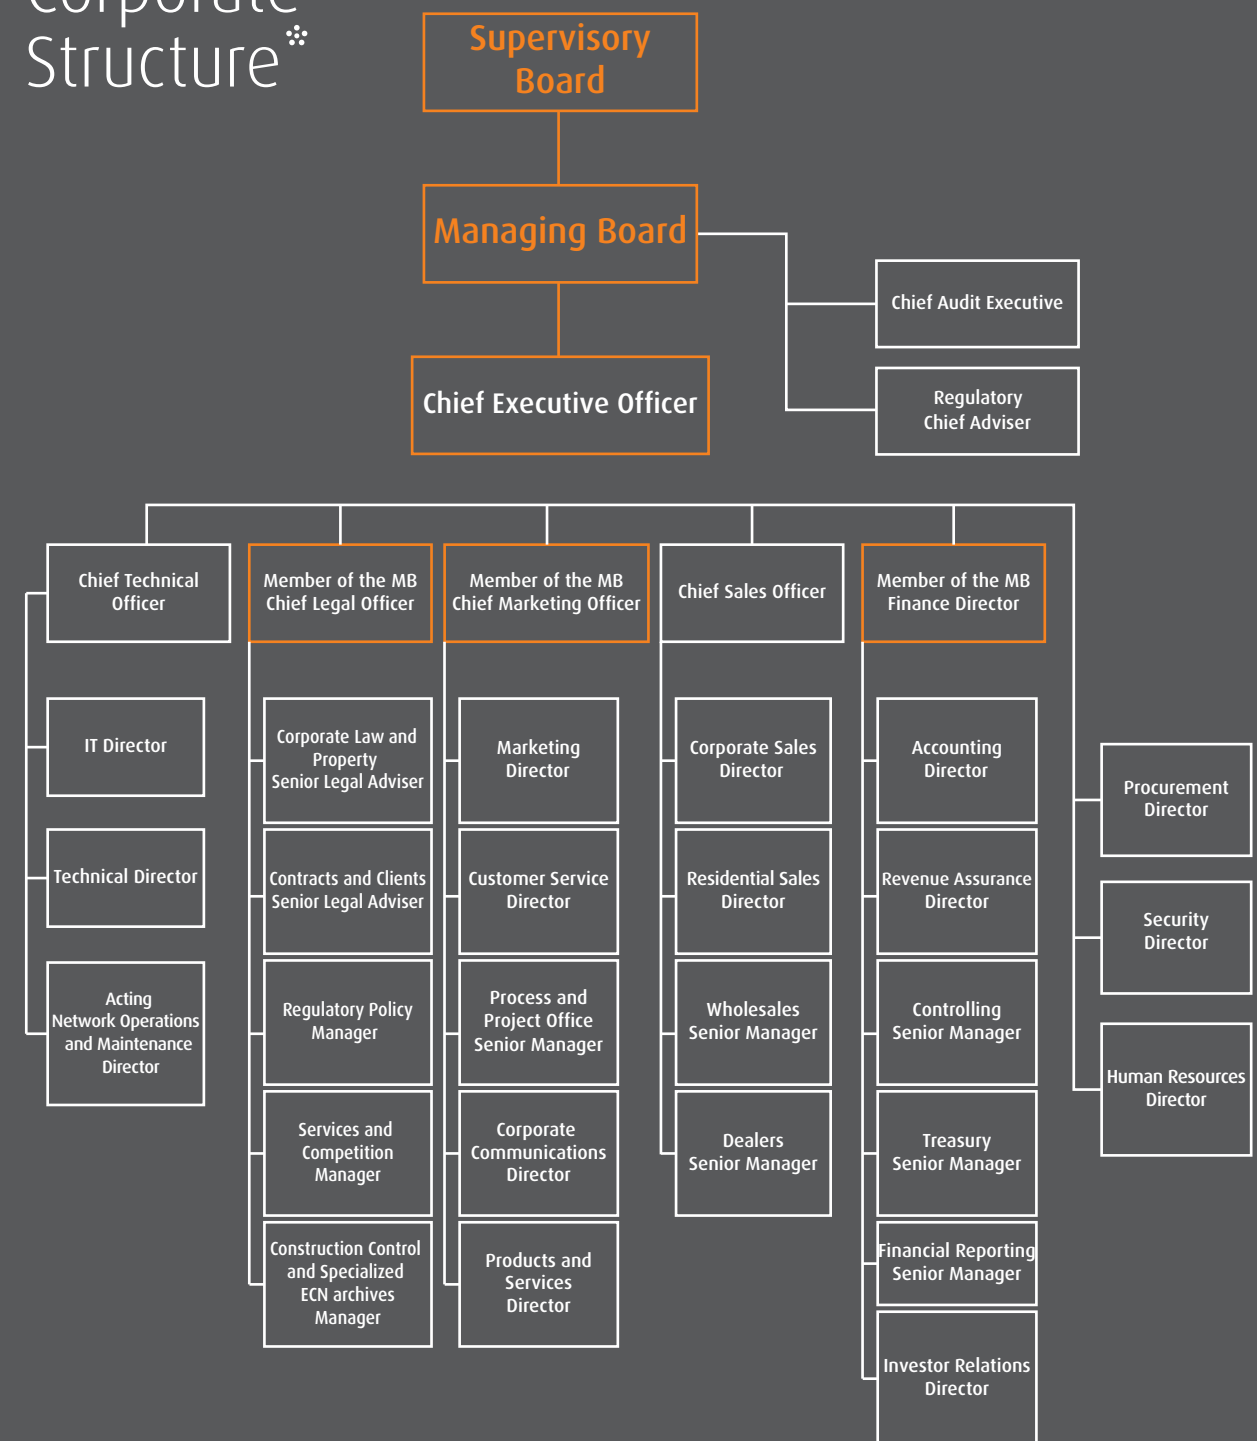 Corporate
Structure*
Supervisory
Board
Managing Board
Chief Audit Executive
Regulatory
Chief Adviser
Chief Executive Officer
Chief Technical
Officer
Member of the MB
Chief Legal Officer
Member of the MB
Chief Marketing Officer
Chief Sales Officer
Member of the MB
Finance Director
IT Director
Technical Director
Acting
Network Operations
and Maintenance
Director
Corporate Law and
Property
Senior Legal Adviser
Contracts and Clients
Senior Legal Adviser
Regulatory Policy
Manager
Services and
Competition
Manager
Construction Control
and Specialized
ECN archives
Manager
Marketing
Director
Customer Service
Director
Process and
Project Office
Senior Manager
Corporate
Communications
Director
Products and
Services
Director
Corporate Sales
Director
Residential Sales
Director
Wholesales
Senior Manager
Dealers
Senior Manager
Accounting
Director
Revenue Assurance
Director
Controlling
Senior Manager
Treasury
Senior Manager
Financial Reporting
Senior Manager
Investor Relations
Director
Procurement
Director
Security
Director
Human Resources
Director